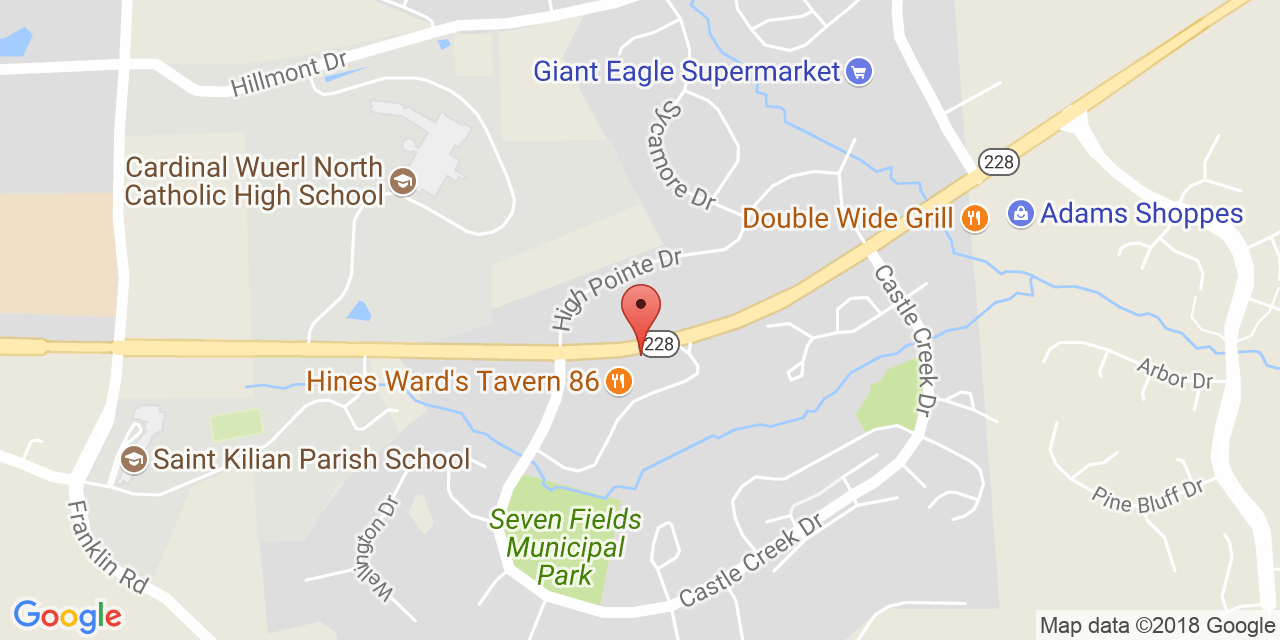 Hillmont Dr
Giant Eagle Supermarket
Sycamore Dr
228
Cardinal Wuerl North
Catholic High School
Double Wide Grill
Adams Shoppes
High Pointe Dr
Castle Creek Dr
228
Hines Ward's Tavern 86
Arbor Dr
Saint Kilian Parish School
Pine Bluff Dr
Franklin Rd
Wellington Dr
Seven Fields
Municipal
Park
Castle Creek Dr
Google
Map data ©2018 Google